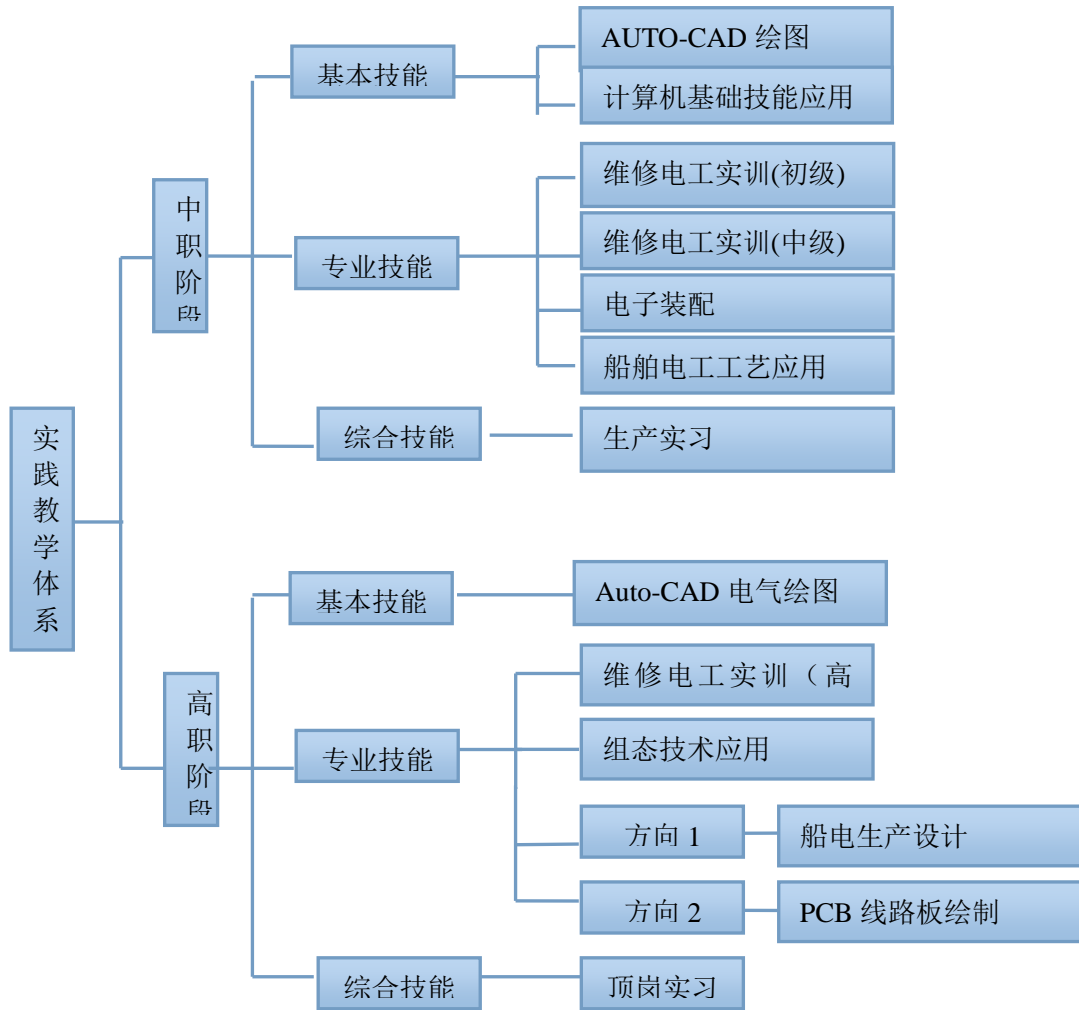 实践教学体系
中职阶段
基本技能
AUTO-CAD 绘图
计算机基础技能应用
专业技能
维修电工实训(初级)
维修电工实训(中级)
电子装配
船舶电工工艺应用
综合技能
生产实习
高职阶段
基本技能
Auto-CAD 电气绘图
专业技能
维修电工实训（高
组态技术应用
方向 1
船电生产设计
方向 2
PCB 线路板绘制
综合技能
顶岗实习